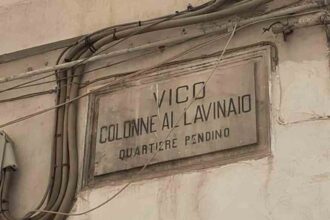 VICO
COLONNE AL LAVINAIO
QUARTIERE PENDINO